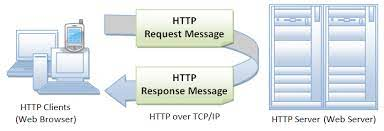 HTTP
Request Message
HTTP
Response Message
HTTP Clients
(Web Browser)
HTTP over TCP/IP
HTTP Server (Web Server)